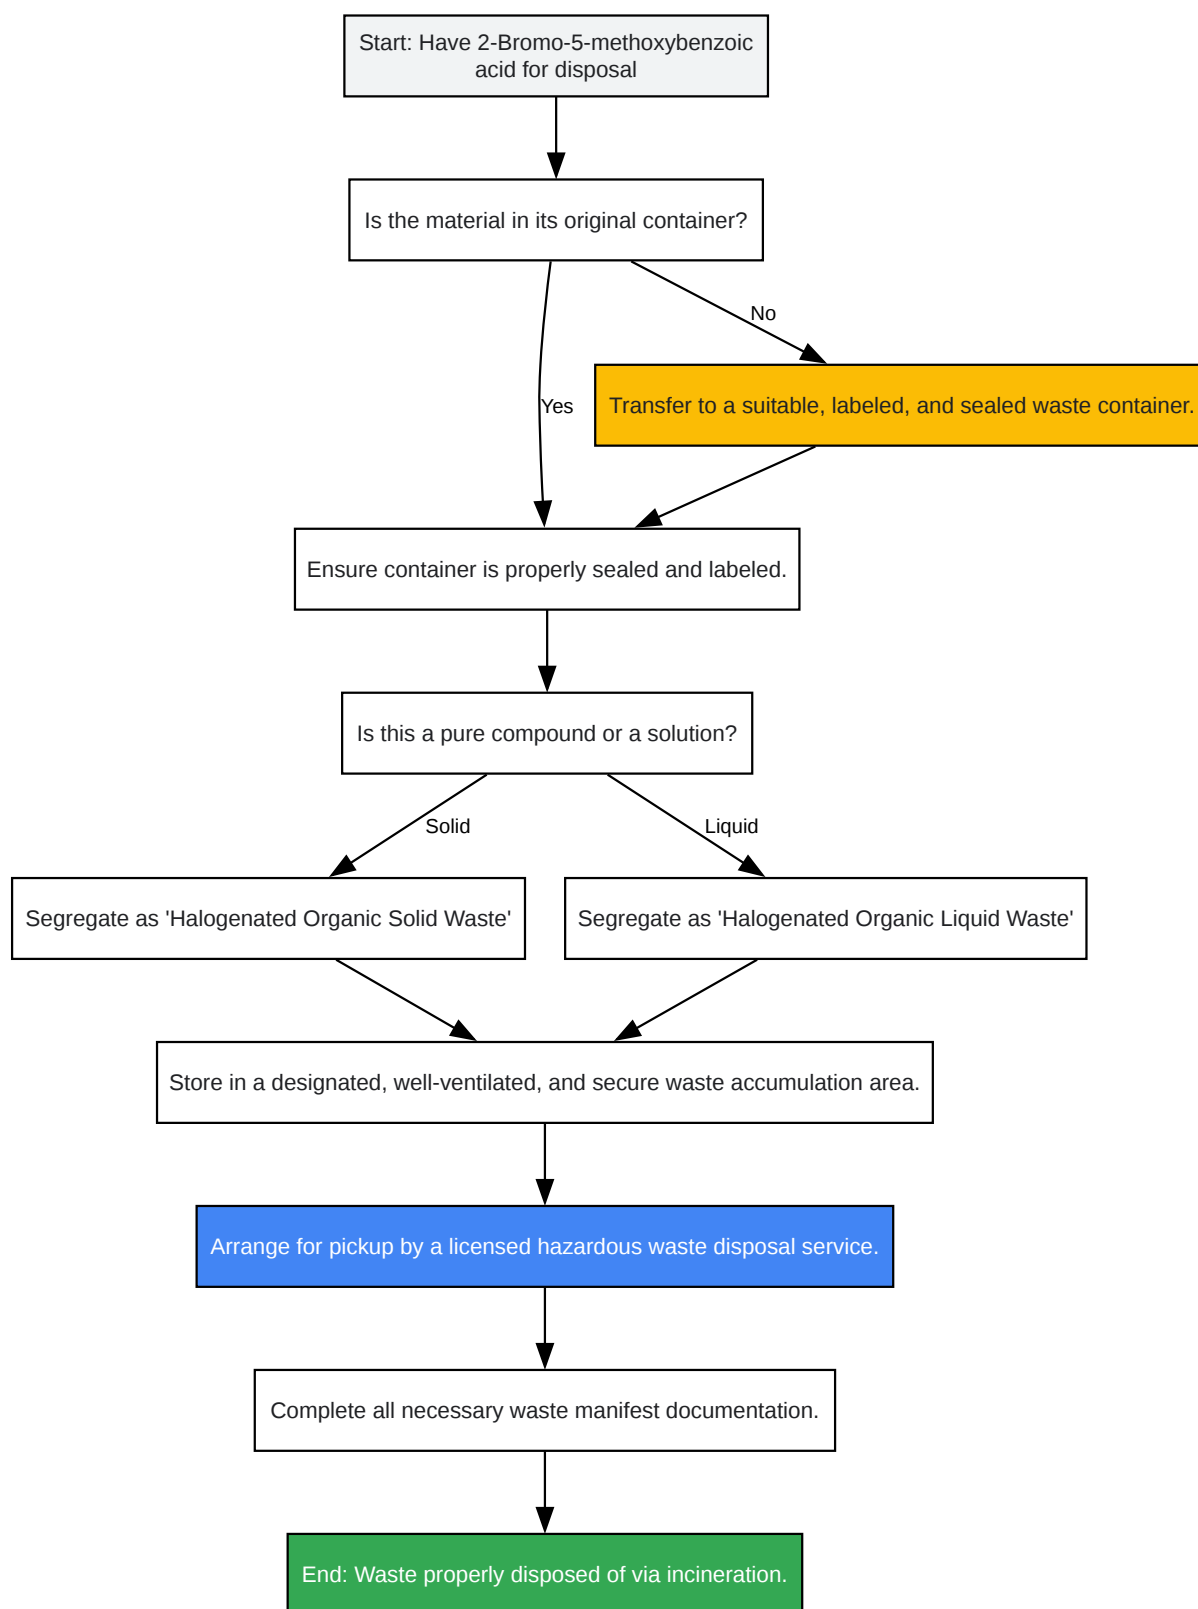 Start: Have 2-Bromo-5-methoxybenzoic
acid for disposal
Is the material in its original container?
No
Yes
Transfer to a suitable, labeled, and sealed waste container.
Ensure container is properly sealed and labeled.
Is this a pure compound or a solution?
Solid
Liquid
Segregate as 'Halogenated Organic Solid Waste'
Segregate as 'Halogenated Organic Liquid Waste'
Store in a designated, well-ventilated, and secure waste accumulation area.
Arrange for pickup by a licensed hazardous waste disposal service.
Complete all necessary waste manifest documentation.
End: Waste properly disposed of via incineration.